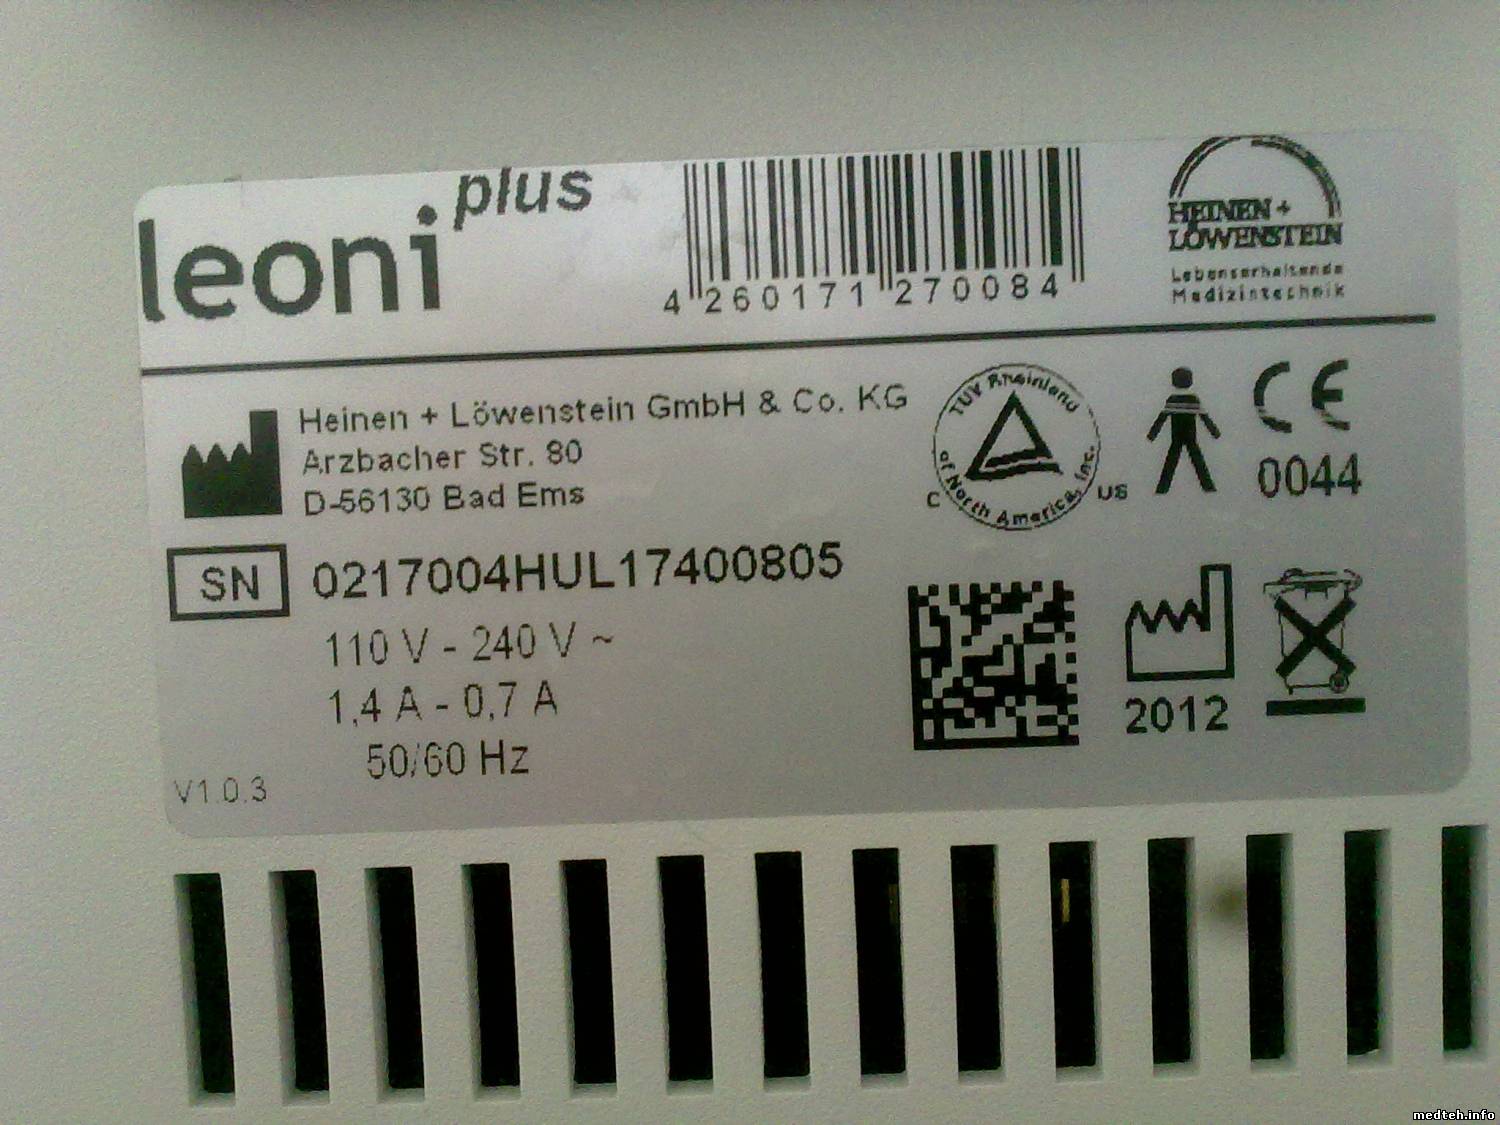 leoni plus
4 260171 270084
HEINEN +
LÖWENSTEIN
Lebenserhaltende
Medizintechnik
Heinen + Löwenstein GmbH & Co. KG
Arzbacher Str. 80
D-56130 Bad Ems
TÜV Rheinland
of North America, Inc.
C US
CE
0044
SN 0217004HUL17400805
110 V - 240 V ~
1,4 A - 0,7 A
50/60 Hz
2012
V1.0.3
medteh.info